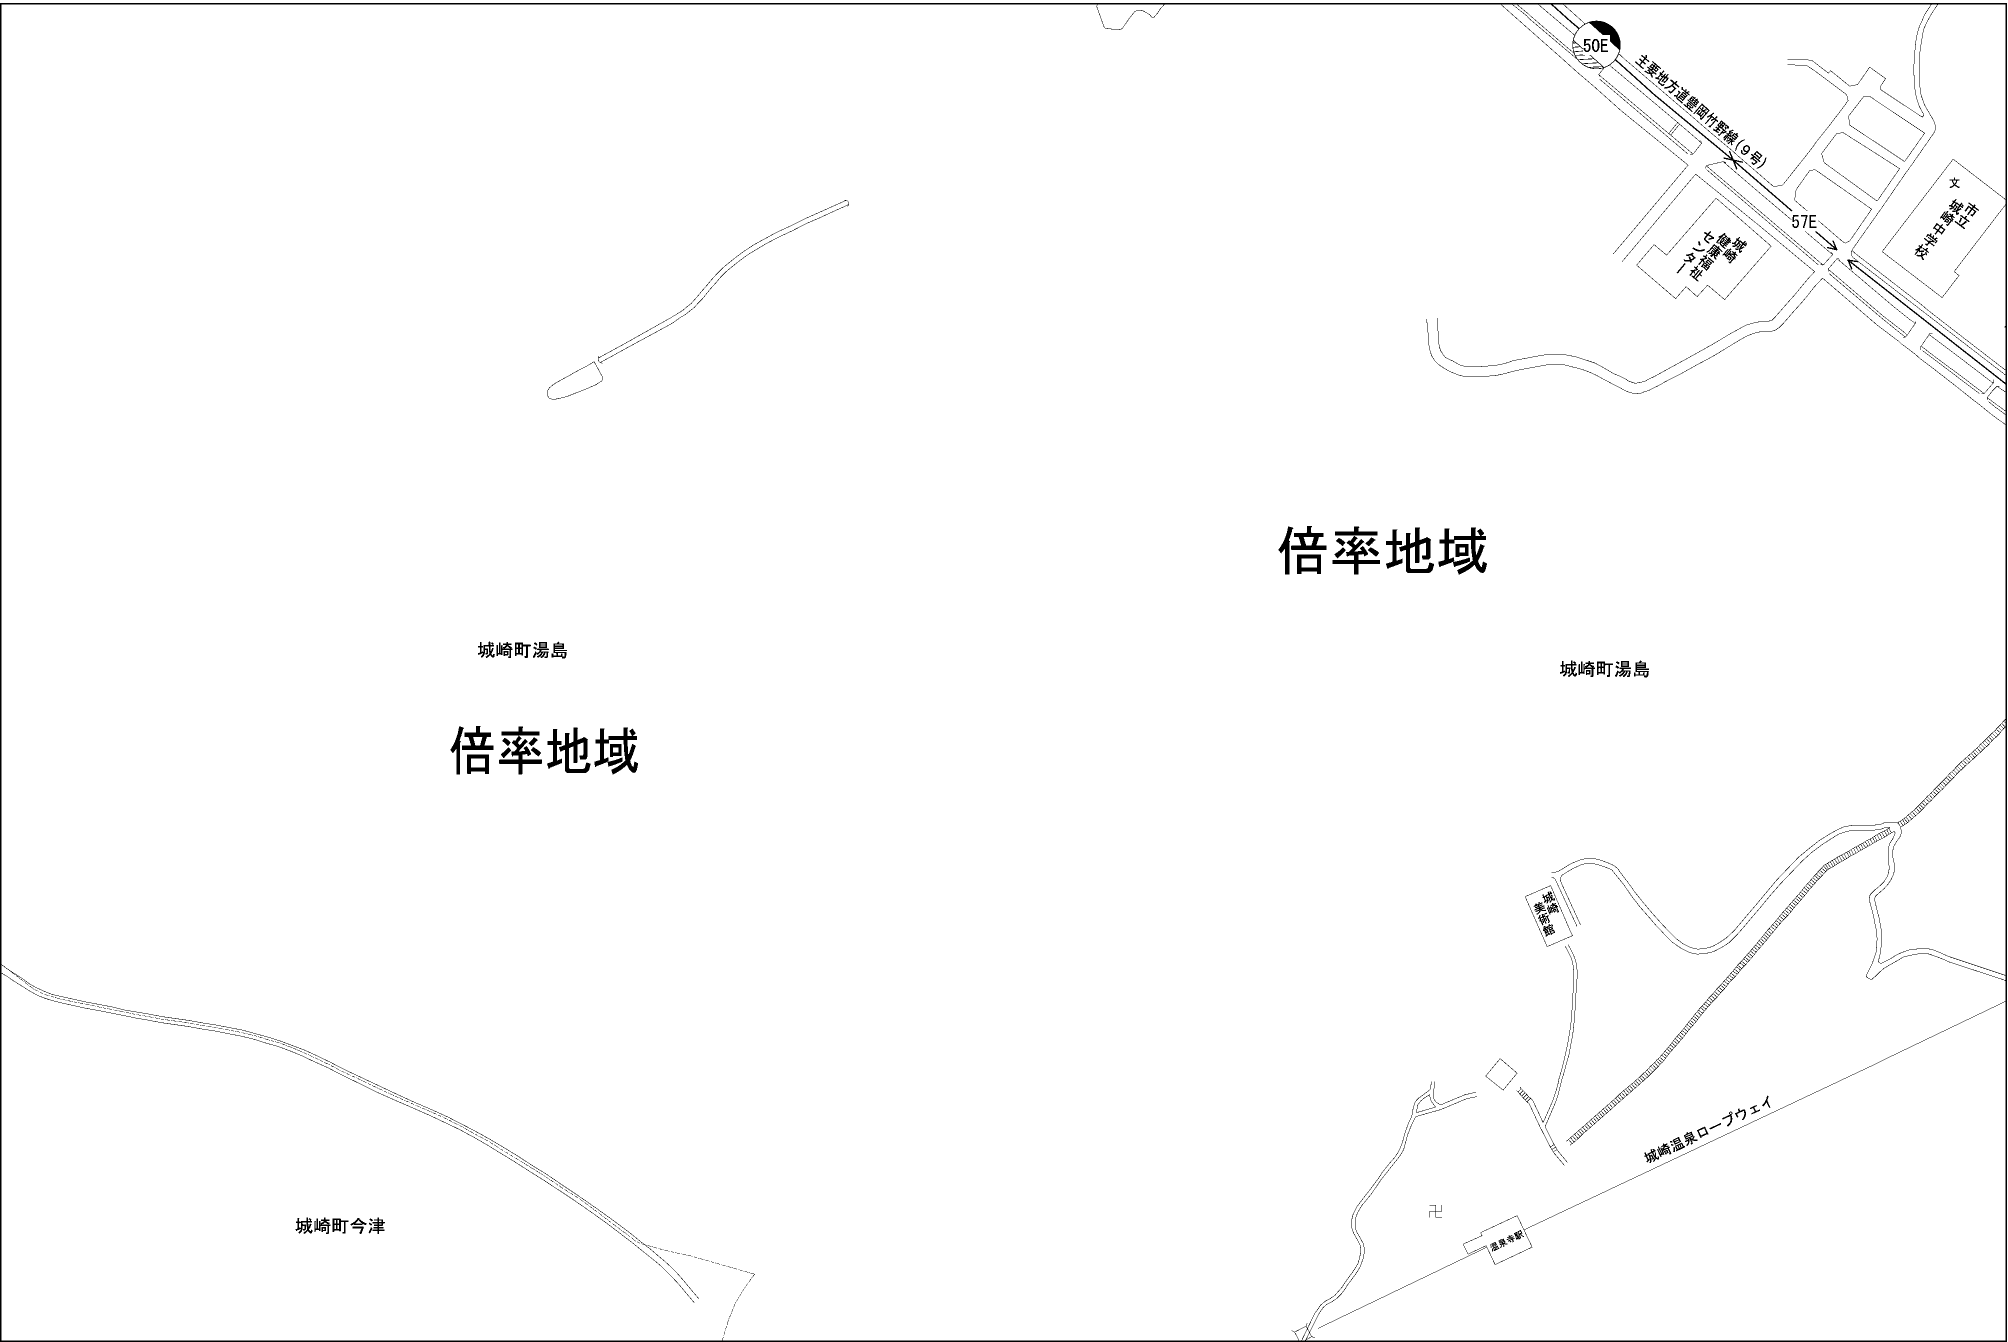 50E
主要地方道豊岡竹野線(9号)
57E
文
市立
城崎中学校
城崎
健康福祉
センター
倍率地域
城崎町湯島
城崎町湯島
倍率地域
城崎
美術館
城崎温泉ロープウェイ
卍
温泉寺駅
城崎町今津